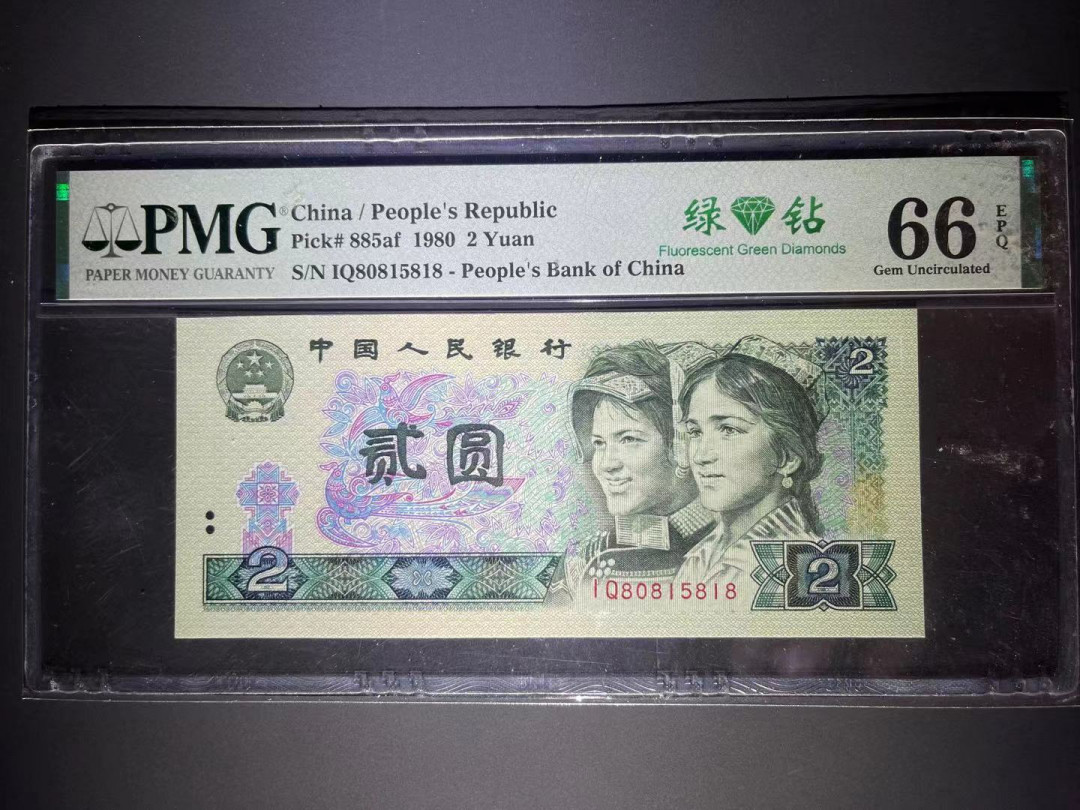 PMG®
PAPER MONEY GUARANTY
China / People's Republic
Pick# 885af 1980 2 Yuan
S/N IQ80815818 - People's Bank of China
绿 钻
Fluorescent Green Diamonds
66
EPQ
Gem Uncirculated
中国人民银行
2
贰圆
2
IQ80815818
2